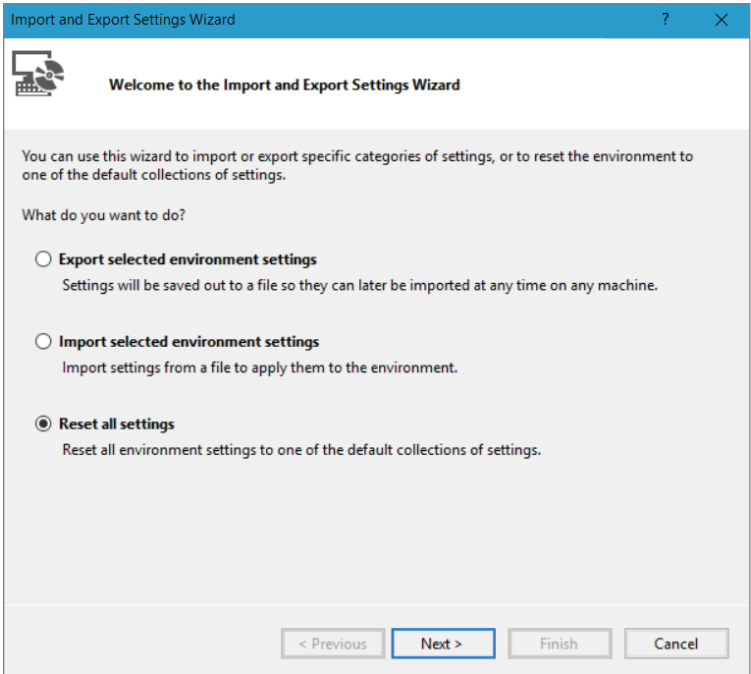 Import and Export Settings Wizard
?
Welcome to the Import and Export Settings Wizard
You can use this wizard to import or export specific categories of settings, or to reset the environment to
one of the default collections of settings.
What do you want to do?
Export selected environment settings
Settings will be saved out to a file so they can later be imported at any time on any machine.
Import selected environment settings
Import settings from a file to apply them to the environment.
Reset all settings
Reset all environment settings to one of the default collections of settings.
< Previous Next > Finish Cancel